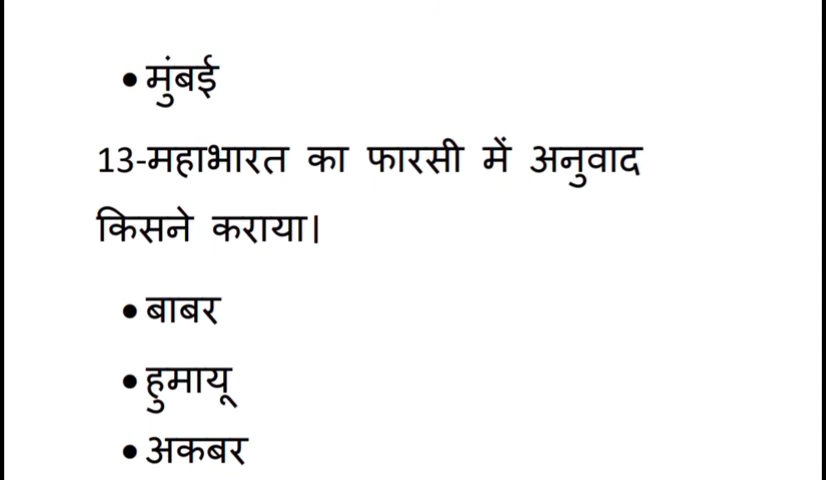 • मुंबई
13-महाभारत का फारसी में अनुवाद
किसने कराया।
• बाबर
• हुमायू
• अकबर